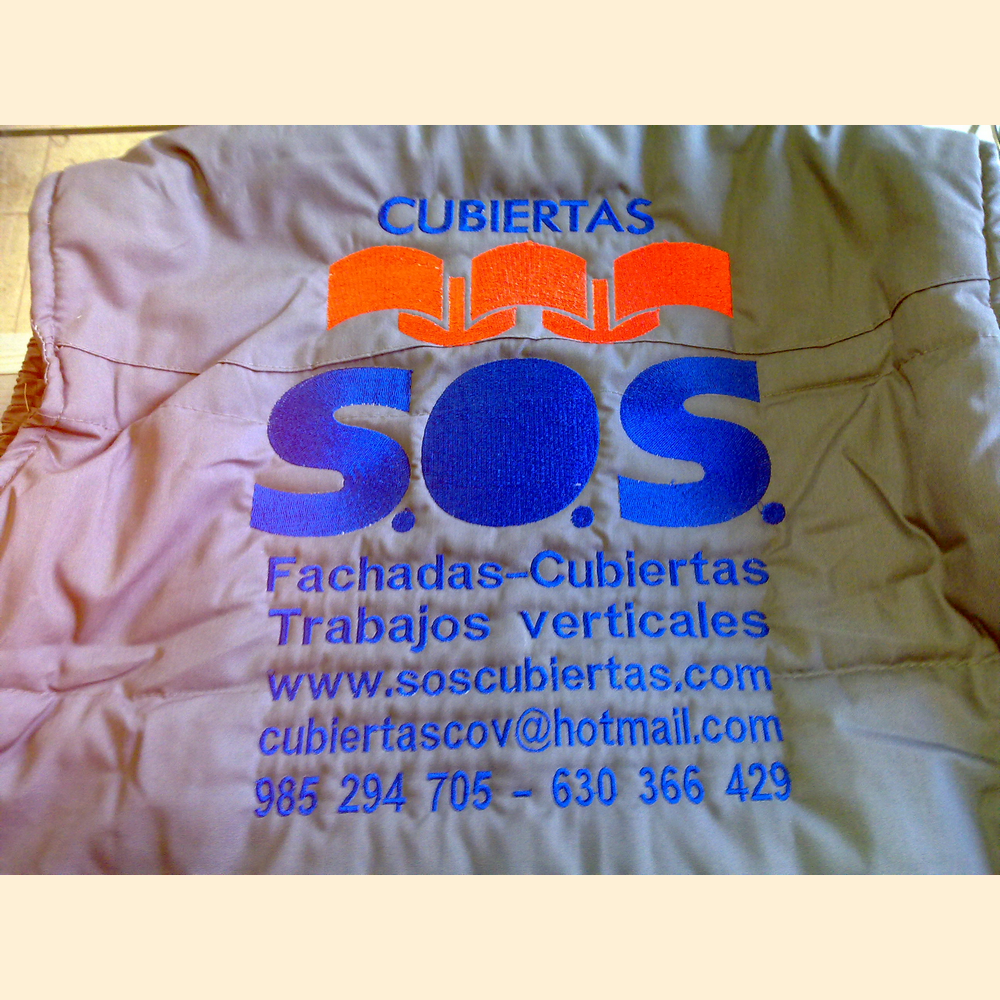 CUBIERTAS
S.O.S.
Fachadas-Cubiertas
Trabajos verticales
www.soscubiertas.com
cubiertascov@hotmail.com
985 294 705 - 630 366 429